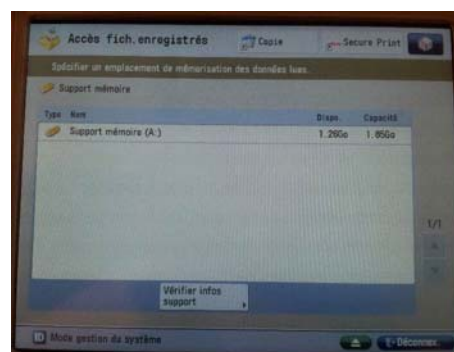 Accès fich.enregistrés
Copie
Secure Print
Spécifier un emplacement de mémorisation des données lues.
Support mémoire
Type Nom Dispo. Capacité
Support mémoire (A:) 1.26Go 1.85Go
1/1
Vérifier infos
support
Mode gestion du système
Déconnex.